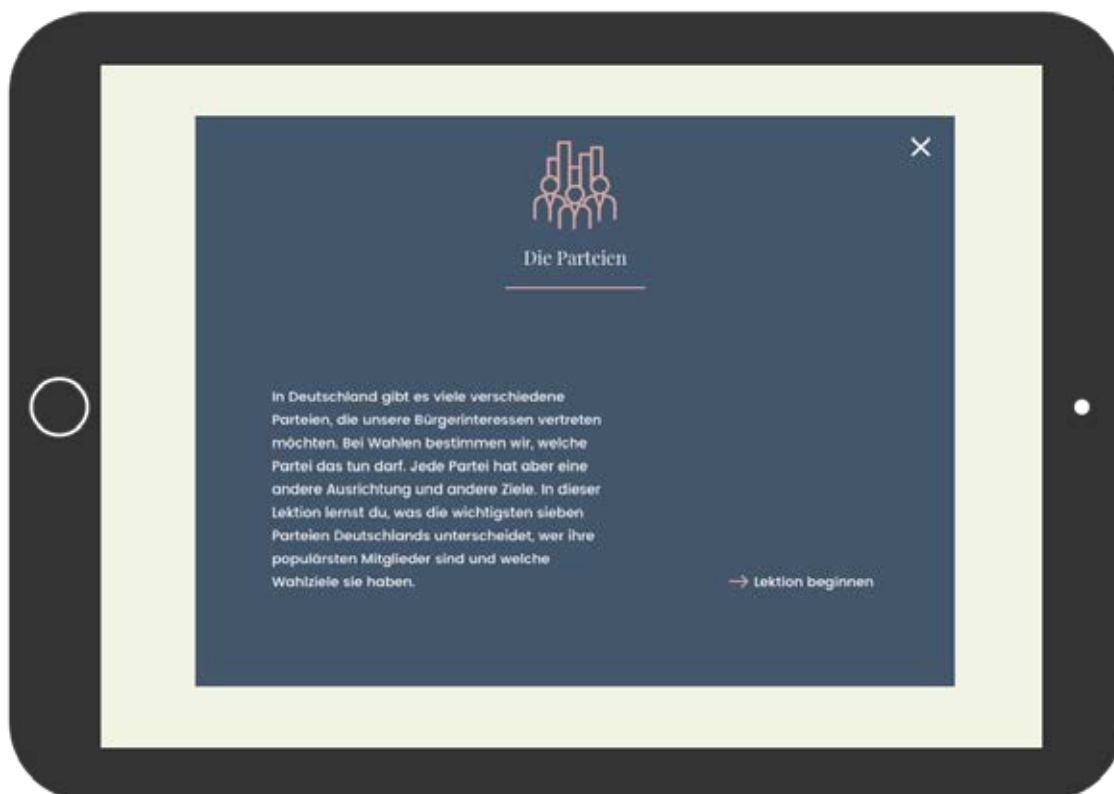 Die Parteien
In Deutschland gibt es viele verschiedene
Parteien, die unsere Bürgerinteressen vertreten
möchten. Bei Wahlen bestimmen wir, welche
Partei das tun darf. Jede Partei hat aber eine
andere Ausrichtung und andere Ziele. In dieser
Lektion lernst du, was die wichtigsten sieben
Parteien Deutschlands unterscheidet, wer ihre
populärsten Mitglieder sind und welche
Wahlziele sie haben.
Lektion beginnen